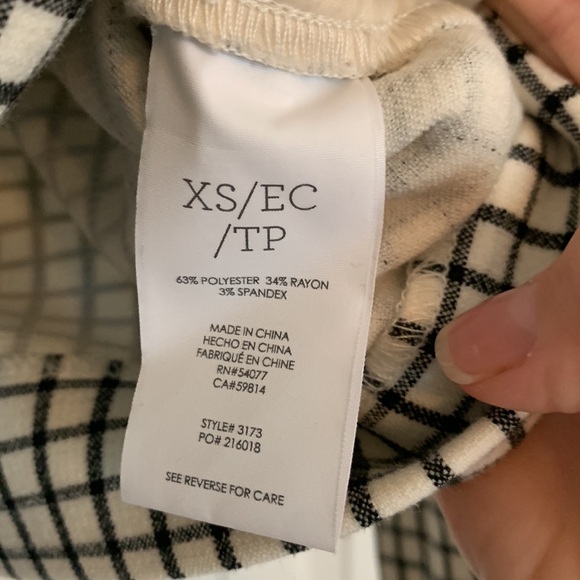 XS/EC
/TP
63% POLYESTER 34% RAYON
3% SPANDEX
MADE IN CHINA
HECHO EN CHINA
FABRIQUÉ EN CHINE
RN#54077
CA#59814
STYLE# 3173
PO# 216018
SEE REVERSE FOR CARE